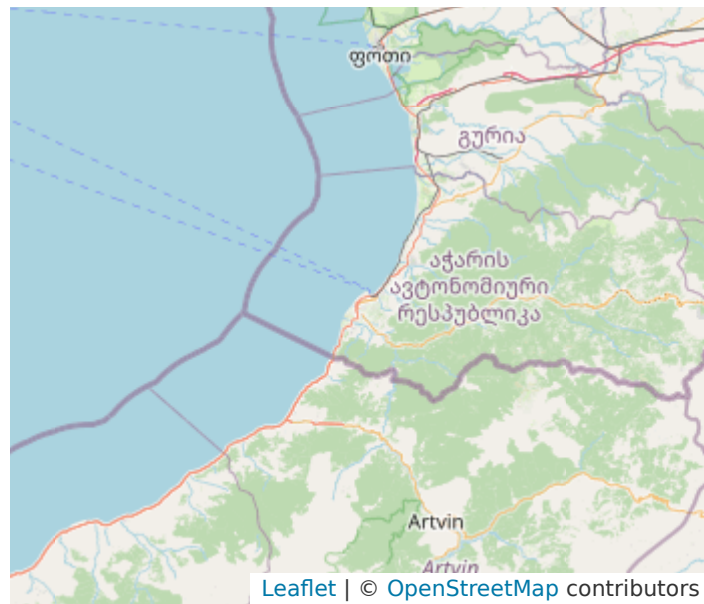 ფოთი
გურია
აჭარის
ავტონომიური
რესპუბლიკა
Artvin
Artvin
Leaflet | © OpenStreetMap contributors